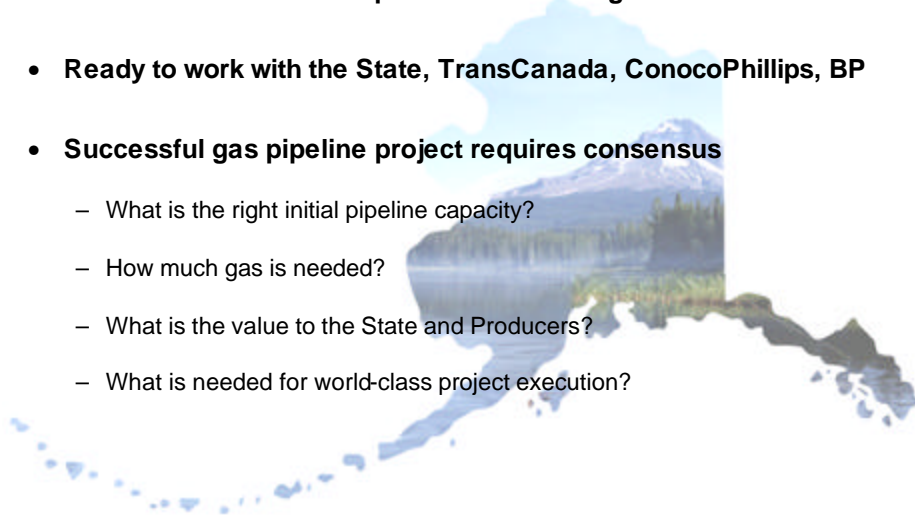 • Ready to work with the State, TransCanada, ConocoPhillips, BP
• Successful gas pipeline project requires consensus
– What is the right initial pipeline capacity?
– How much gas is needed?
– What is the value to the State and Producers?
– What is needed for world-class project execution?